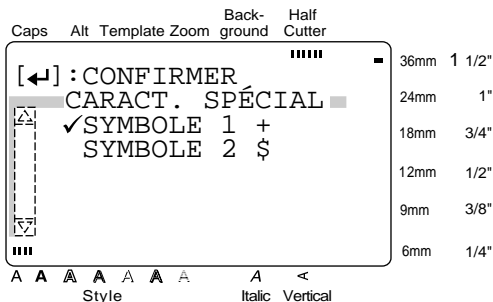 Caps Alt Template Zoom Back-ground Half Cutter
[↵]:CONFIRMER
CARACT. SPÉCIAL
✓SYMBOLE 1 +
SYMBOLE 2 $
36mm 1 1/2"
24mm 1"
18mm 3/4"
12mm 1/2"
9mm 3/8"
6mm 1/4"
A A A A A A A A A
Style Italic Vertical